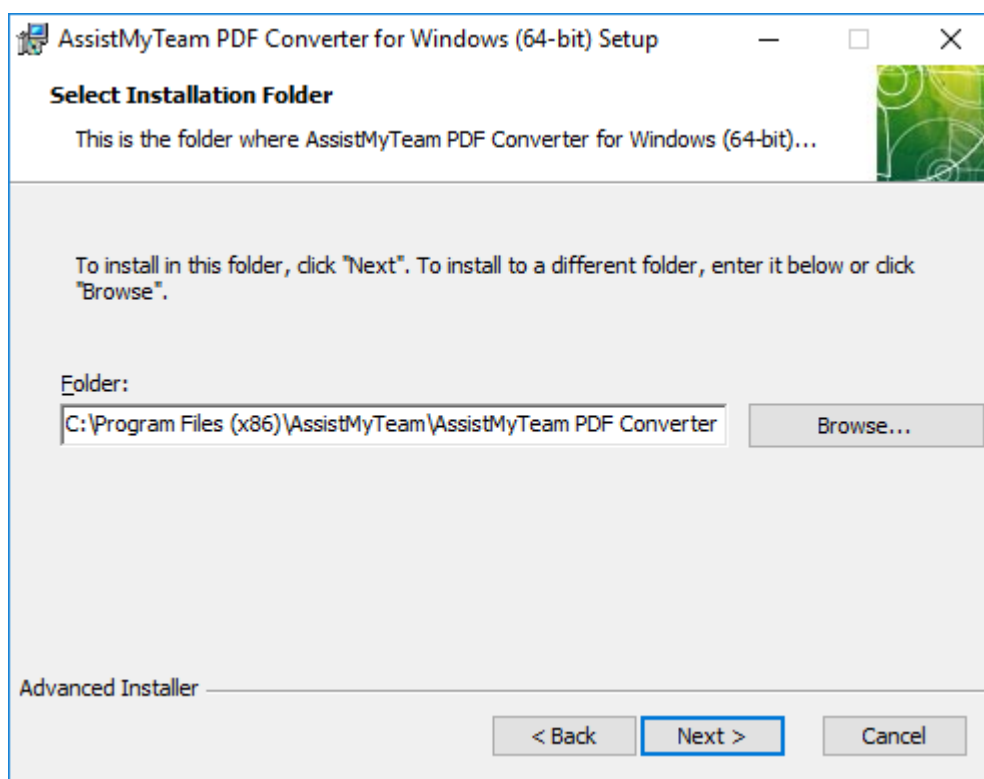 AssistMyTeam PDF Converter for Windows (64-bit) Setup
Select Installation Folder
This is the folder where AssistMyTeam PDF Converter for Windows (64-bit)...
To install in this folder, click "Next". To install to a different folder, enter it below or click
"Browse".
Folder:
C:\Program Files (x86)\AssistMyTeam\AssistMyTeam PDF Converter
Browse...
Advanced Installer
< Back
Next >
Cancel